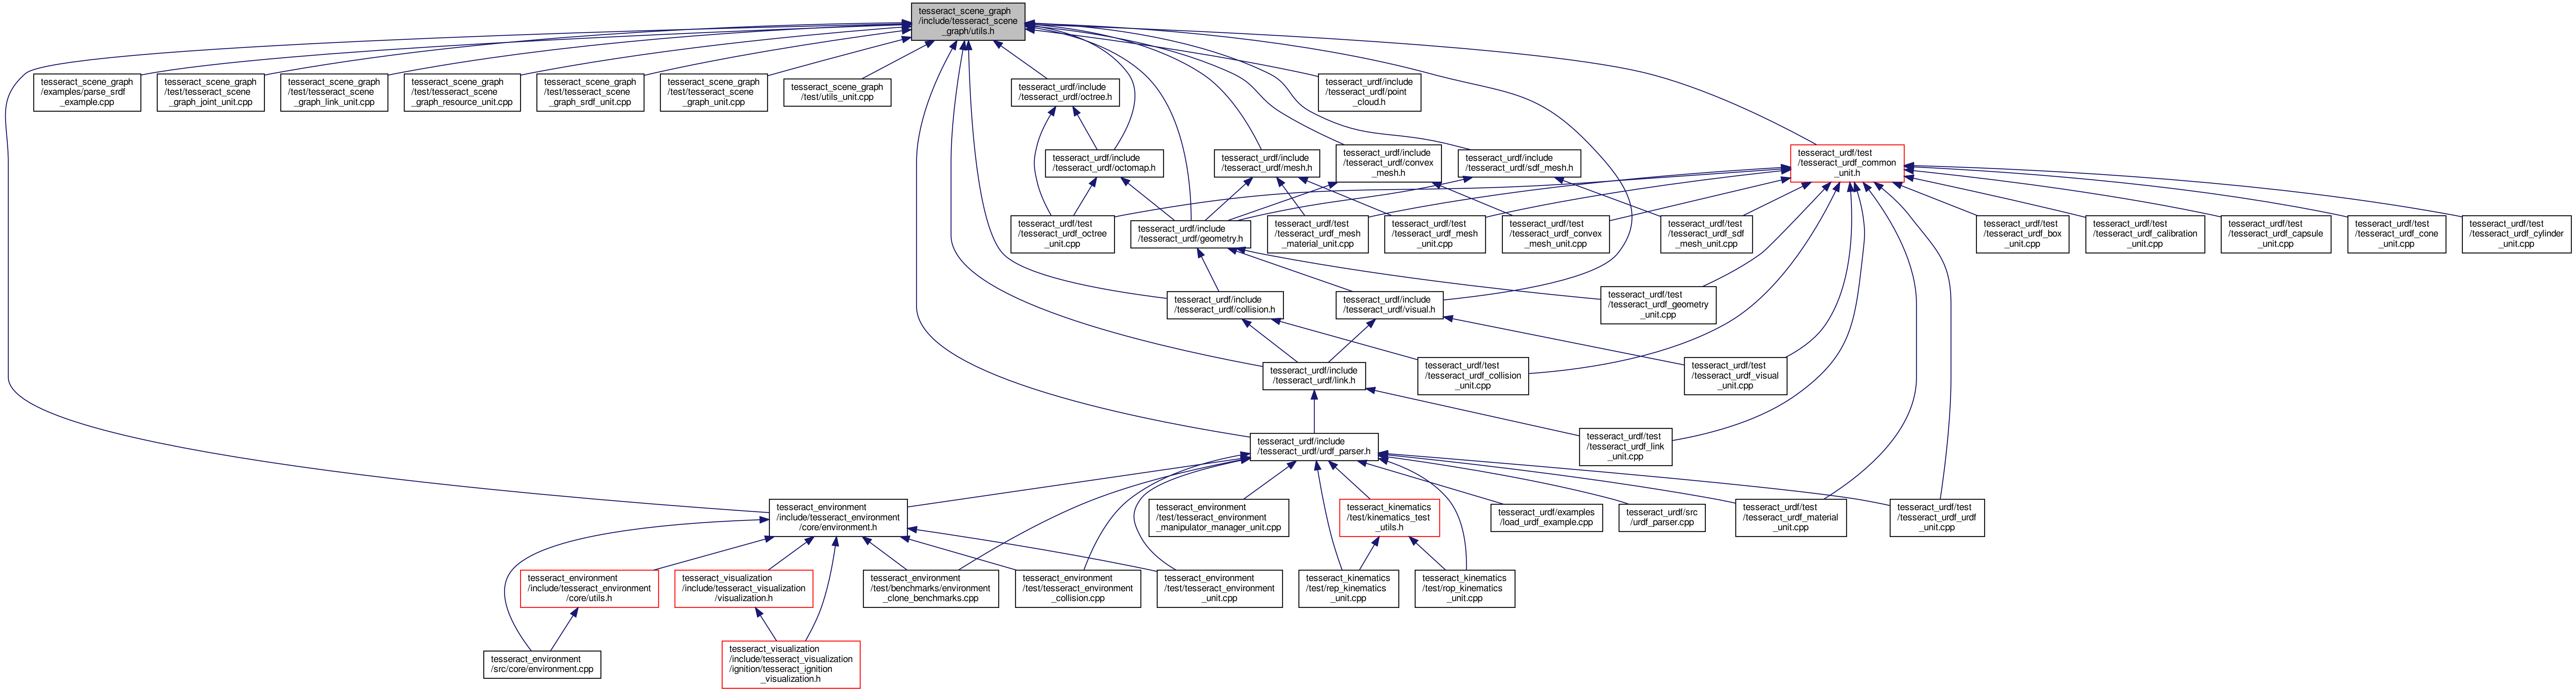 tesseract_scene_graph
/include/tesseract_scene
_graph/utils.h
tesseract_scene_graph
/examples/parse_srdf
_example.cpp
tesseract_scene_graph
/test/tesseract_scene
_graph_joint_unit.cpp
tesseract_scene_graph
/test/tesseract_scene
_graph_link_unit.cpp
tesseract_scene_graph
/test/tesseract_scene
_graph_resource_unit.cpp
tesseract_scene_graph
/test/tesseract_scene
_graph_srdf_unit.cpp
tesseract_scene_graph
/test/tesseract_scene
_graph_unit.cpp
tesseract_scene_graph
/test/utils_unit.cpp
tesseract_urdf/include
/tesseract_urdf/octree.h
tesseract_urdf/include
/tesseract_urdf/point
_cloud.h
tesseract_urdf/include
/tesseract_urdf/octomap.h
tesseract_urdf/include
/tesseract_urdf/mesh.h
tesseract_urdf/include
/tesseract_urdf/convex
_mesh.h
tesseract_urdf/include
/tesseract_urdf/sdf_mesh.h
tesseract_urdf/test
/tesseract_urdf_common
_unit.h
tesseract_urdf/test
/tesseract_urdf_octree
_unit.cpp
tesseract_urdf/include
/tesseract_urdf/geometry.h
tesseract_urdf/test
/tesseract_urdf_mesh
_material_unit.cpp
tesseract_urdf/test
/tesseract_urdf_mesh
_unit.cpp
tesseract_urdf/test
/tesseract_urdf_convex
_mesh_unit.cpp
tesseract_urdf/test
/tesseract_urdf_sdf
_mesh_unit.cpp
tesseract_urdf/test
/tesseract_urdf_box
_unit.cpp
tesseract_urdf/test
/tesseract_urdf_calibration
_unit.cpp
tesseract_urdf/test
/tesseract_urdf_capsule
_unit.cpp
tesseract_urdf/test
/tesseract_urdf_cone
_unit.cpp
tesseract_urdf/test
/tesseract_urdf_cylinder
_unit.cpp
tesseract_urdf/include
/tesseract_urdf/collision.h
tesseract_urdf/include
/tesseract_urdf/visual.h
tesseract_urdf/test
/tesseract_urdf_geometry
_unit.cpp
tesseract_urdf/include
/tesseract_urdf/link.h
tesseract_urdf/test
/tesseract_urdf_collision
_unit.cpp
tesseract_urdf/test
/tesseract_urdf_visual
_unit.cpp
tesseract_urdf/include
/tesseract_urdf/urdf_parser.h
tesseract_urdf/test
/tesseract_urdf_link
_unit.cpp
tesseract_environment
/include/tesseract_environment
/core/environment.h
tesseract_environment
/test/tesseract_environment
_manipulator_manager_unit.cpp
tesseract_kinematics
/test/kinematics_test
_utils.h
tesseract_urdf/examples
/load_urdf_example.cpp
tesseract_urdf/src
/urdf_parser.cpp
tesseract_urdf/test
/tesseract_urdf_material
_unit.cpp
tesseract_urdf/test
/tesseract_urdf_urdf
_unit.cpp
tesseract_environment
/include/tesseract_environment
/core/utils.h
tesseract_visualization
/include/tesseract_visualization
/visualization.h
tesseract_environment
/test/benchmarks/environment
_clone_benchmarks.cpp
tesseract_environment
/test/tesseract_environment
_collision.cpp
tesseract_environment
/test/tesseract_environment
_unit.cpp
tesseract_kinematics
/test/rep_kinematics
_unit.cpp
tesseract_kinematics
/test/rop_kinematics
_unit.cpp
tesseract_environment
/src/core/environment.cpp
tesseract_visualization
/include/tesseract_visualization
/ignition/tesseract_ignition
_visualization.h